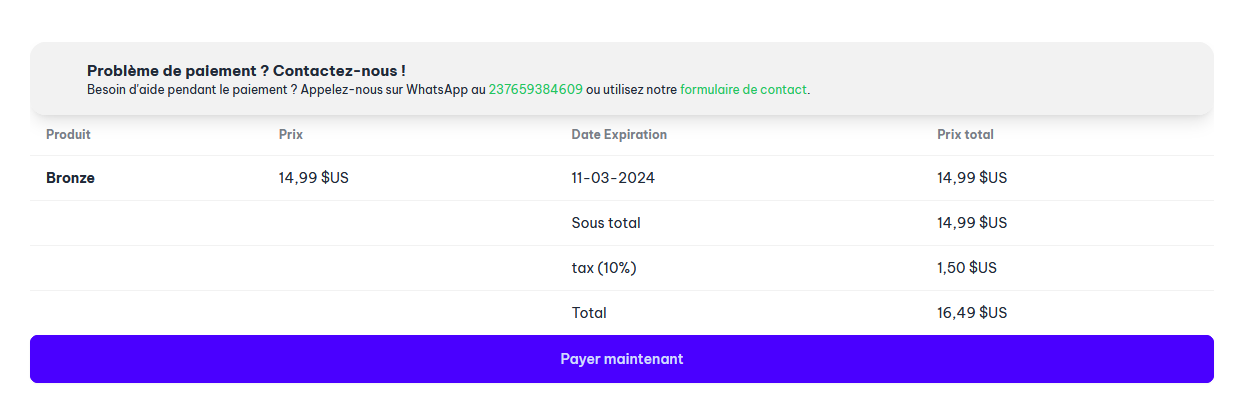 Problème de paiement ? Contactez-nous !
Besoin d'aide pendant le paiement ? Appelez-nous sur WhatsApp au 237659384609 ou utilisez notre formulaire de contact.
Produit Prix Date Expiration Prix total
Bronze 14,99 $US 11-03-2024 14,99 $US
Sous total 14,99 $US
tax (10%) 1,50 $US
Total 16,49 $US
Payer maintenant